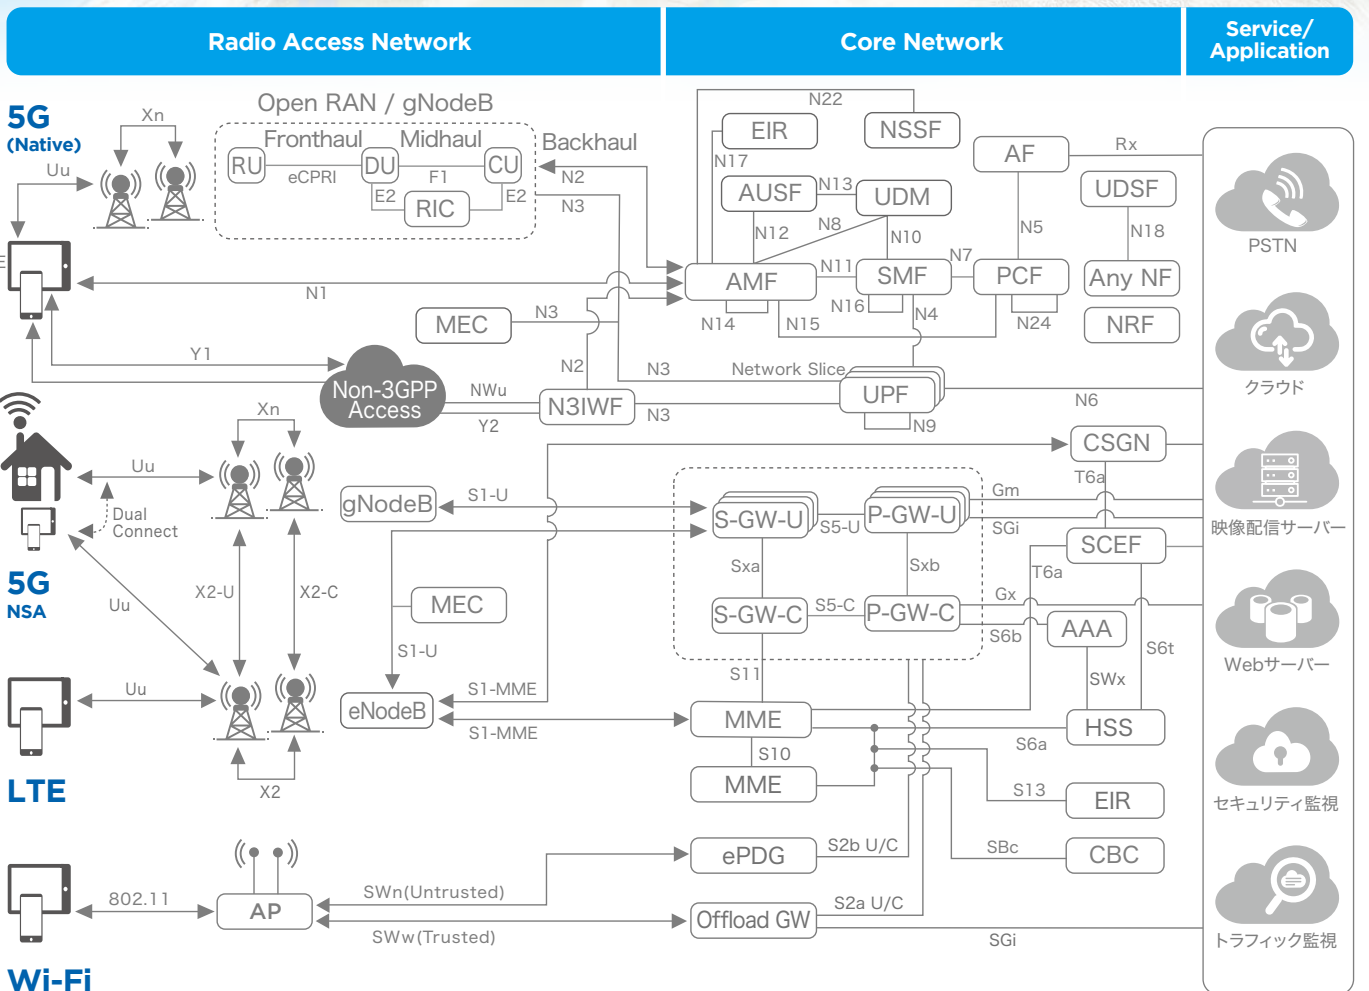 Radio Access Network
Core Network
Service/
Application
5G
(Native)
Xn
Uu
Open RAN / gNodeB
Fronthaul
Midhaul
Backhaul
RU
eCPRI
DU
F1
CU
E2
RIC
E2
N2
N3
N22
EIR
NSSF
N17
AF
Rx
AUSF
N13
UDM
UDSF
N12
N8
N10
N5
N18
N7
AMF
N11
SMF
PCF
Any NF
N1
N14
N15
N16
N4
N24
NRF
MEC
N3
Y1
N2
N3
Network Slice
Non-3GPP
Access
NWu
Y2
N3IWF
N3
UPF
N9
N6
PSTN
クラウド
映像配信サーバー
Webサーバー
セキュリティ監視
トラフィック監視
Xn
Uu
Dual
Connect
5G
NSA
Uu
X2-U
X2-C
gNodeB
S1-U
MEC
S1-U
CSGN
T6a
S-GW-U
S5-U
P-GW-U
Gm
SGi
SCEF
Sxa
Sxb
T6a
S-GW-C
S5-C
P-GW-C
Gx
S6b
AAA
S6t
S11
SWx
LTE
Uu
X2
eNodeB
S1-MME
S1-MME
MME
S6a
HSS
S10
MME
S13
EIR
SBc
CBC
Wi-Fi
802.11
AP
SWn(Untrusted)
SWw(Trusted)
ePDG
S2b U/C
Offload GW
S2a U/C
SGi